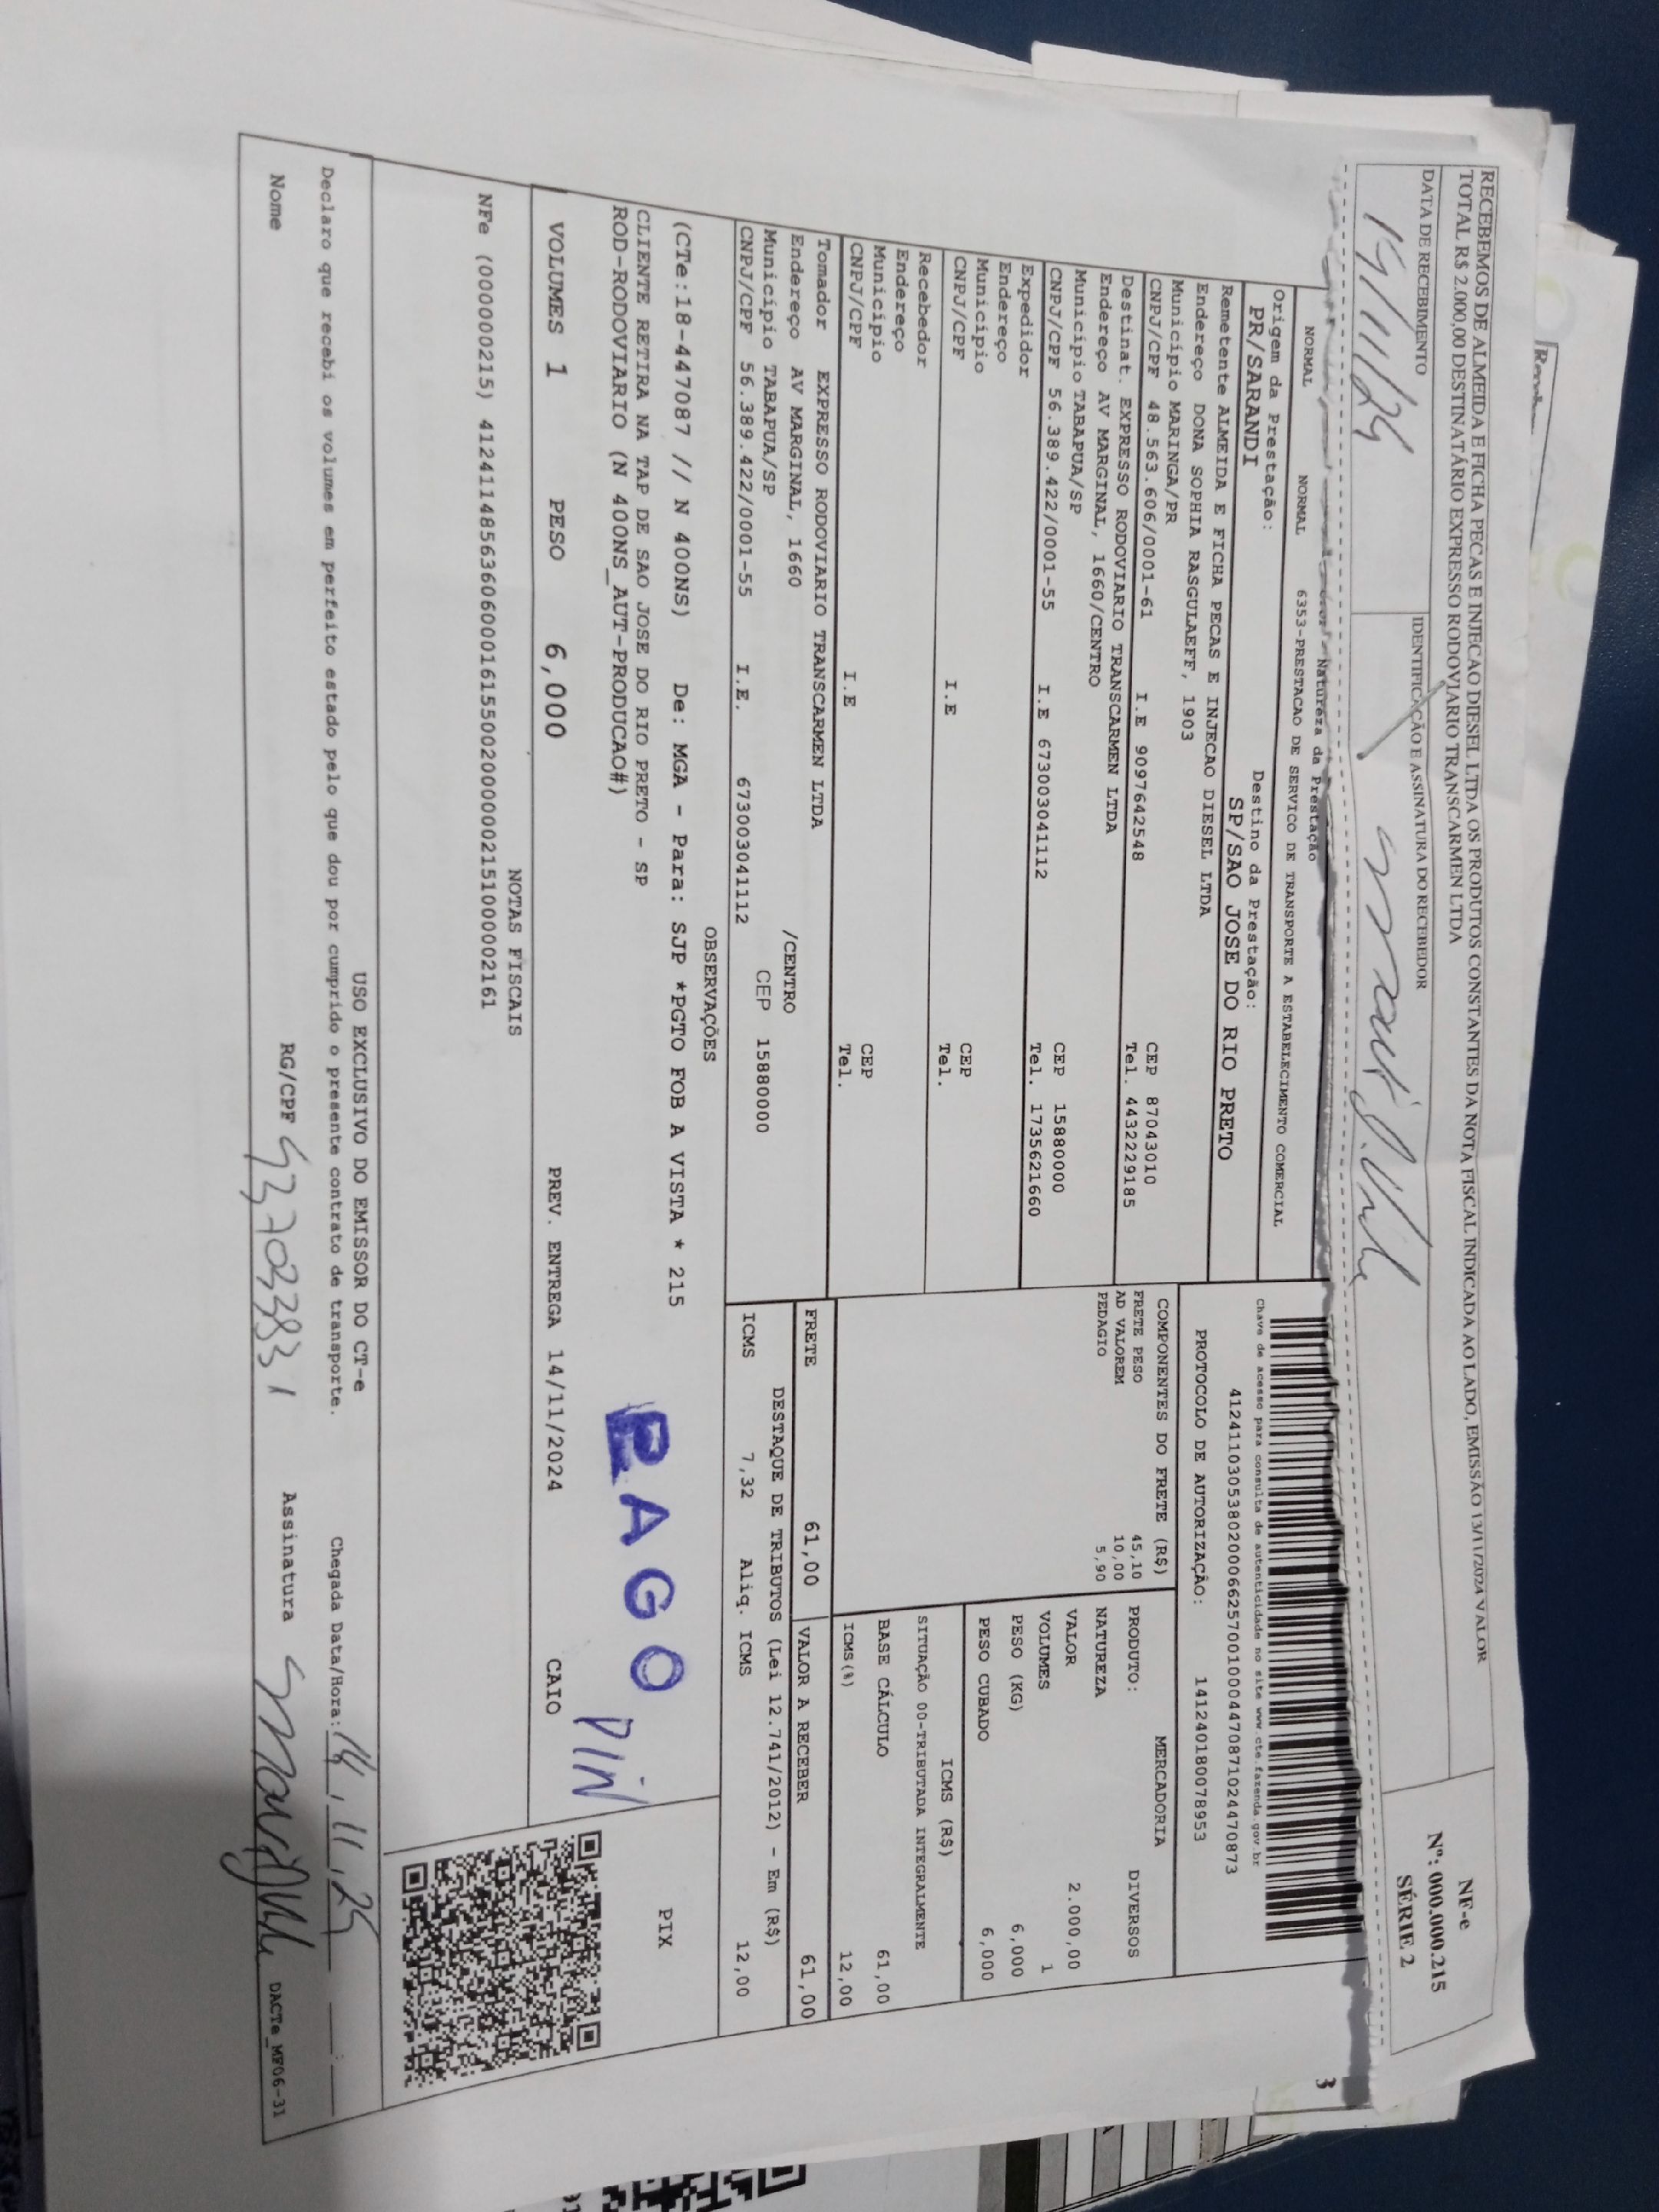 RECEBEMOS DE ALMEIDA E FICHA PECAS E INJECAO DIESEL LTDA OS PRODUTOS CONSTANTES DA NOTA FISCAL INDICADA AO LADO, EMISSÃO 13/11/2024 VALOR
TOTAL R$ 2.000,00 DESTINATÁRIO EXPRESSO RODOVIARIO TRANSCARMEN LTDA
DATA DE RECEBIMENTO
IDENTIFICAÇÃO E ASSINATURA DO RECEBEDOR
NF-e
Nº: 000.000.215
SÉRIE 2
3
Natureza da Prestação
NORMAL NORMAL 6353-PRESTACAO DE SERVICO DE TRANSPORTE A ESTABELECIMENTO COMERCIAL
Origem da Prestação: Destino da Prestação:
PR/SARANDI SP/SAO JOSE DO RIO PRETO
Remetente ALMEIDA E FICHA PECAS E INJECAO DIESEL LTDA
Endereço DONA SOPHIA RASGULAEFF, 1903
Município MARINGA/PR CEP 87043010
CNPJ/CPF 48.563.606/0001-61 I.E 9097642548 Tel. 4432229185
Destinat. EXPRESSO RODOVIARIO TRANSCARMEN LTDA
Endereço AV MARGINAL, 1660/CENTRO
Município TABAPUA/SP CEP 15880000
CNPJ/CPF 56.389.422/0001-55 I.E 673003041112 Tel. 1735621660
Expedidor
Endereço
Município CEP
CNPJ/CPF I.E Tel.
Recebedor
Endereço
Município CEP
CNPJ/CPF I.E Tel.
Tomador EXPRESSO RODOVIARIO TRANSCARMEN LTDA
Endereço AV MARGINAL, 1660 /CENTRO
Município TABAPUA/SP CEP 15880000
CNPJ/CPF 56.389.422/0001-55 I.E. 673003041112
Chave de acesso para consulta de autenticidade no site www.cte.fazenda.gov.br
41241103053802000662570010004470871024470873
PROTOCOLO DE AUTORIZAÇÃO: 141240180078953
COMPONENTES DO FRETE (R$)
FRETE PESO 45,10
AD VALOREM 10,00
PEDAGIO 5,90
MERCADORIA
PRODUTO: DIVERSOS
NATUREZA
VALOR 2.000,00
VOLUMES 1
PESO (KG) 6,000
PESO CUBADO 6,000
ICMS (R$)
SITUAÇÃO 00-TRIBUTADA INTEGRALMENTE
BASE CÁLCULO 61,00
ICMS(%) 12,00
FRETE 61,00 VALOR A RECEBER 61,00
DESTAQUE DE TRIBUTOS (Lei 12.741/2012) - Em (R$)
ICMS 7,32 Aliq. ICMS 12,00
OBSERVAÇÕES
(CTe:18-447087 // N 400NS) De: MGA - Para: SJP *PGTO FOB A VISTA * 215
CLIENTE RETIRA NA TAP DE SAO JOSE DO RIO PRETO - SP
ROD-RODOVIARIO (N 400NS_AUT-PRODUCAO#)
PAGO
PIX
VOLUMES 1 PESO 6,000 PREV. ENTREGA 14/11/2024 CAIO
NOTAS FISCAIS
NFe (000000215) 41241148563606000161550020000002151000002161
USO EXCLUSIVO DO EMISSOR DO CT-e
Declaro que recebi os volumes em perfeito estado pelo que dou por cumprido o presente contrato de transporte. Chegada Data/Hora:
Nome RG/CPF Assinatura
DACTe_MF06-31